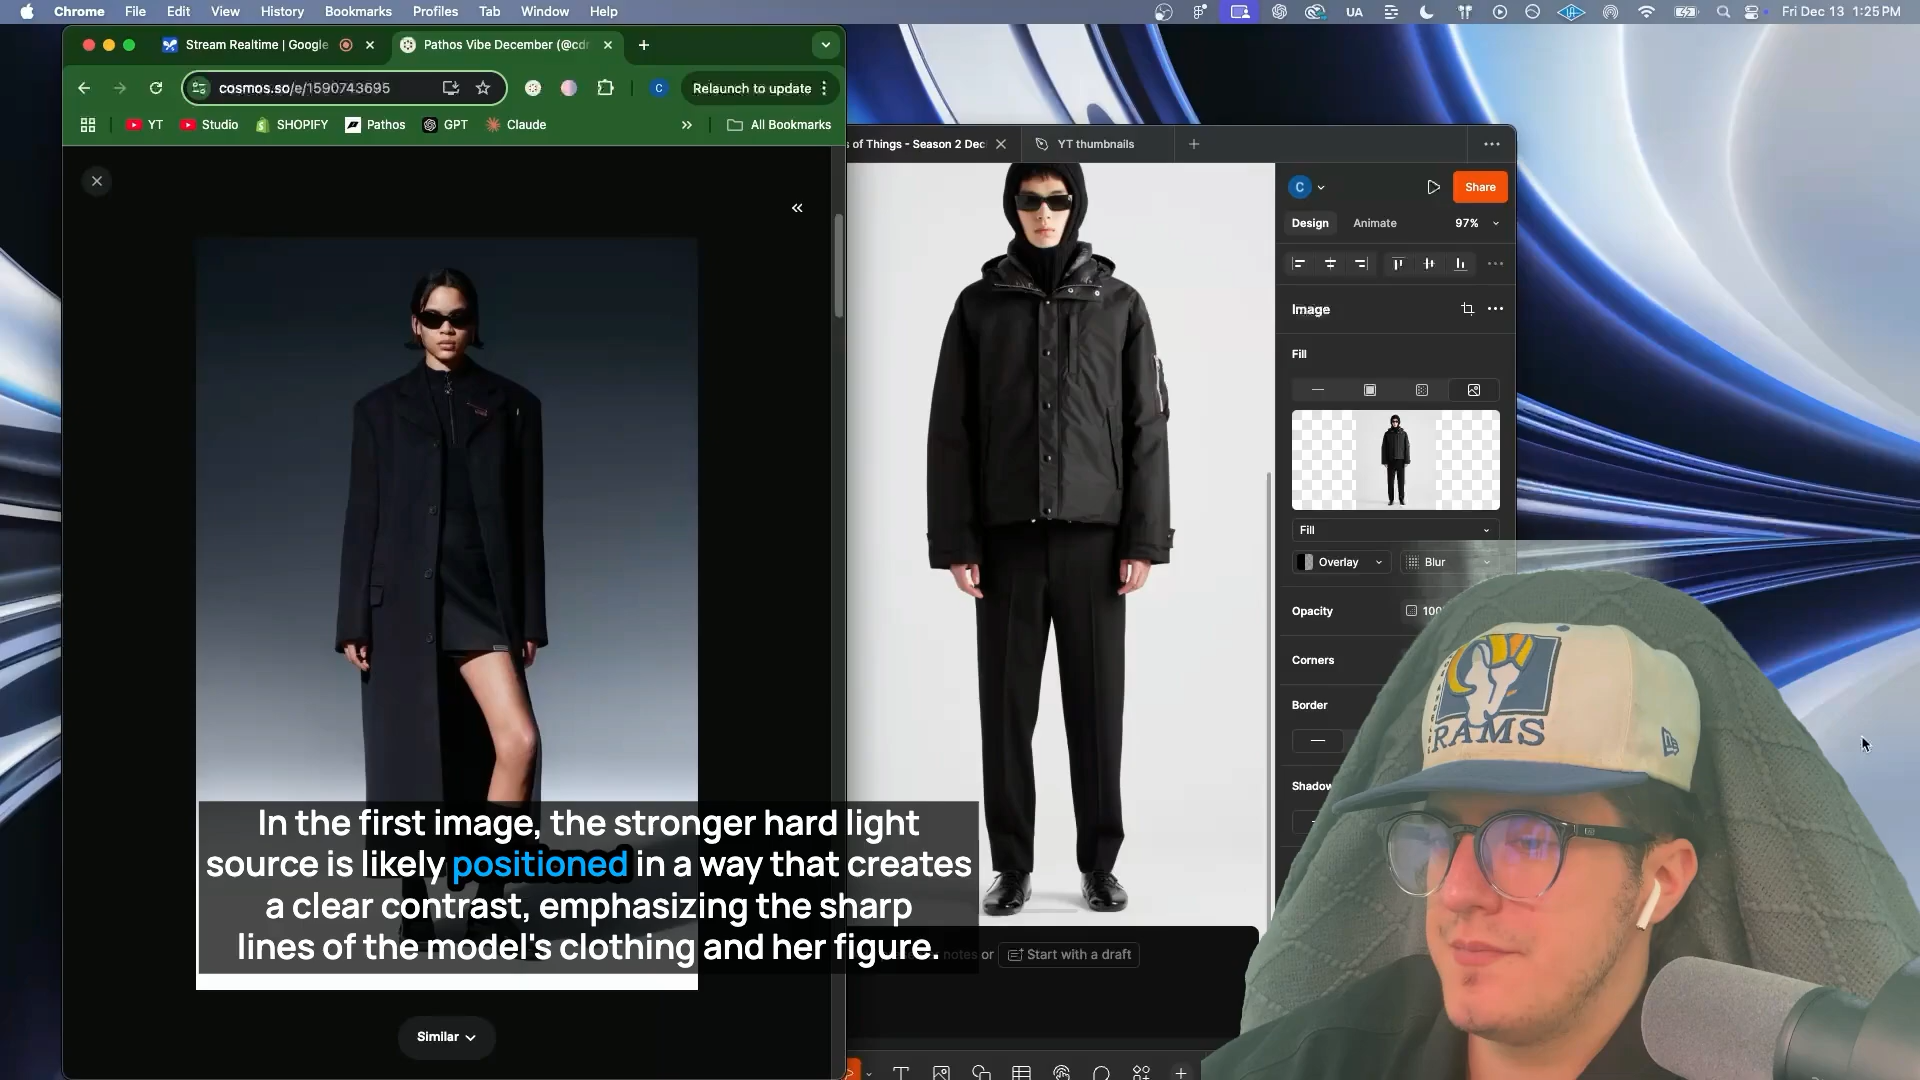 Chrome File Edit View History Bookmarks Profiles Tab Window Help
UA
Fri Dec 13 1:25 PM
Stream Realtime | Google
Pathos Vibe December (@cdr
cosmos.so/e/1590743695
Relaunch to update
C
YT Studio SHOPIFY Pathos GPT Claude
All Bookmarks
s of Things - Season 2 Dec
YT thumbnails
C
Share
Design Animate 97%
Image
Fill
Fill
Overlay Blur
Opacity
Corners
Border
Shadow
RAMS
In the first image, the stronger hard light
source is likely positioned in a way that creates
a clear contrast, emphasizing the sharp
lines of the model's clothing and her figure.
notes or Start with a draft
Similar